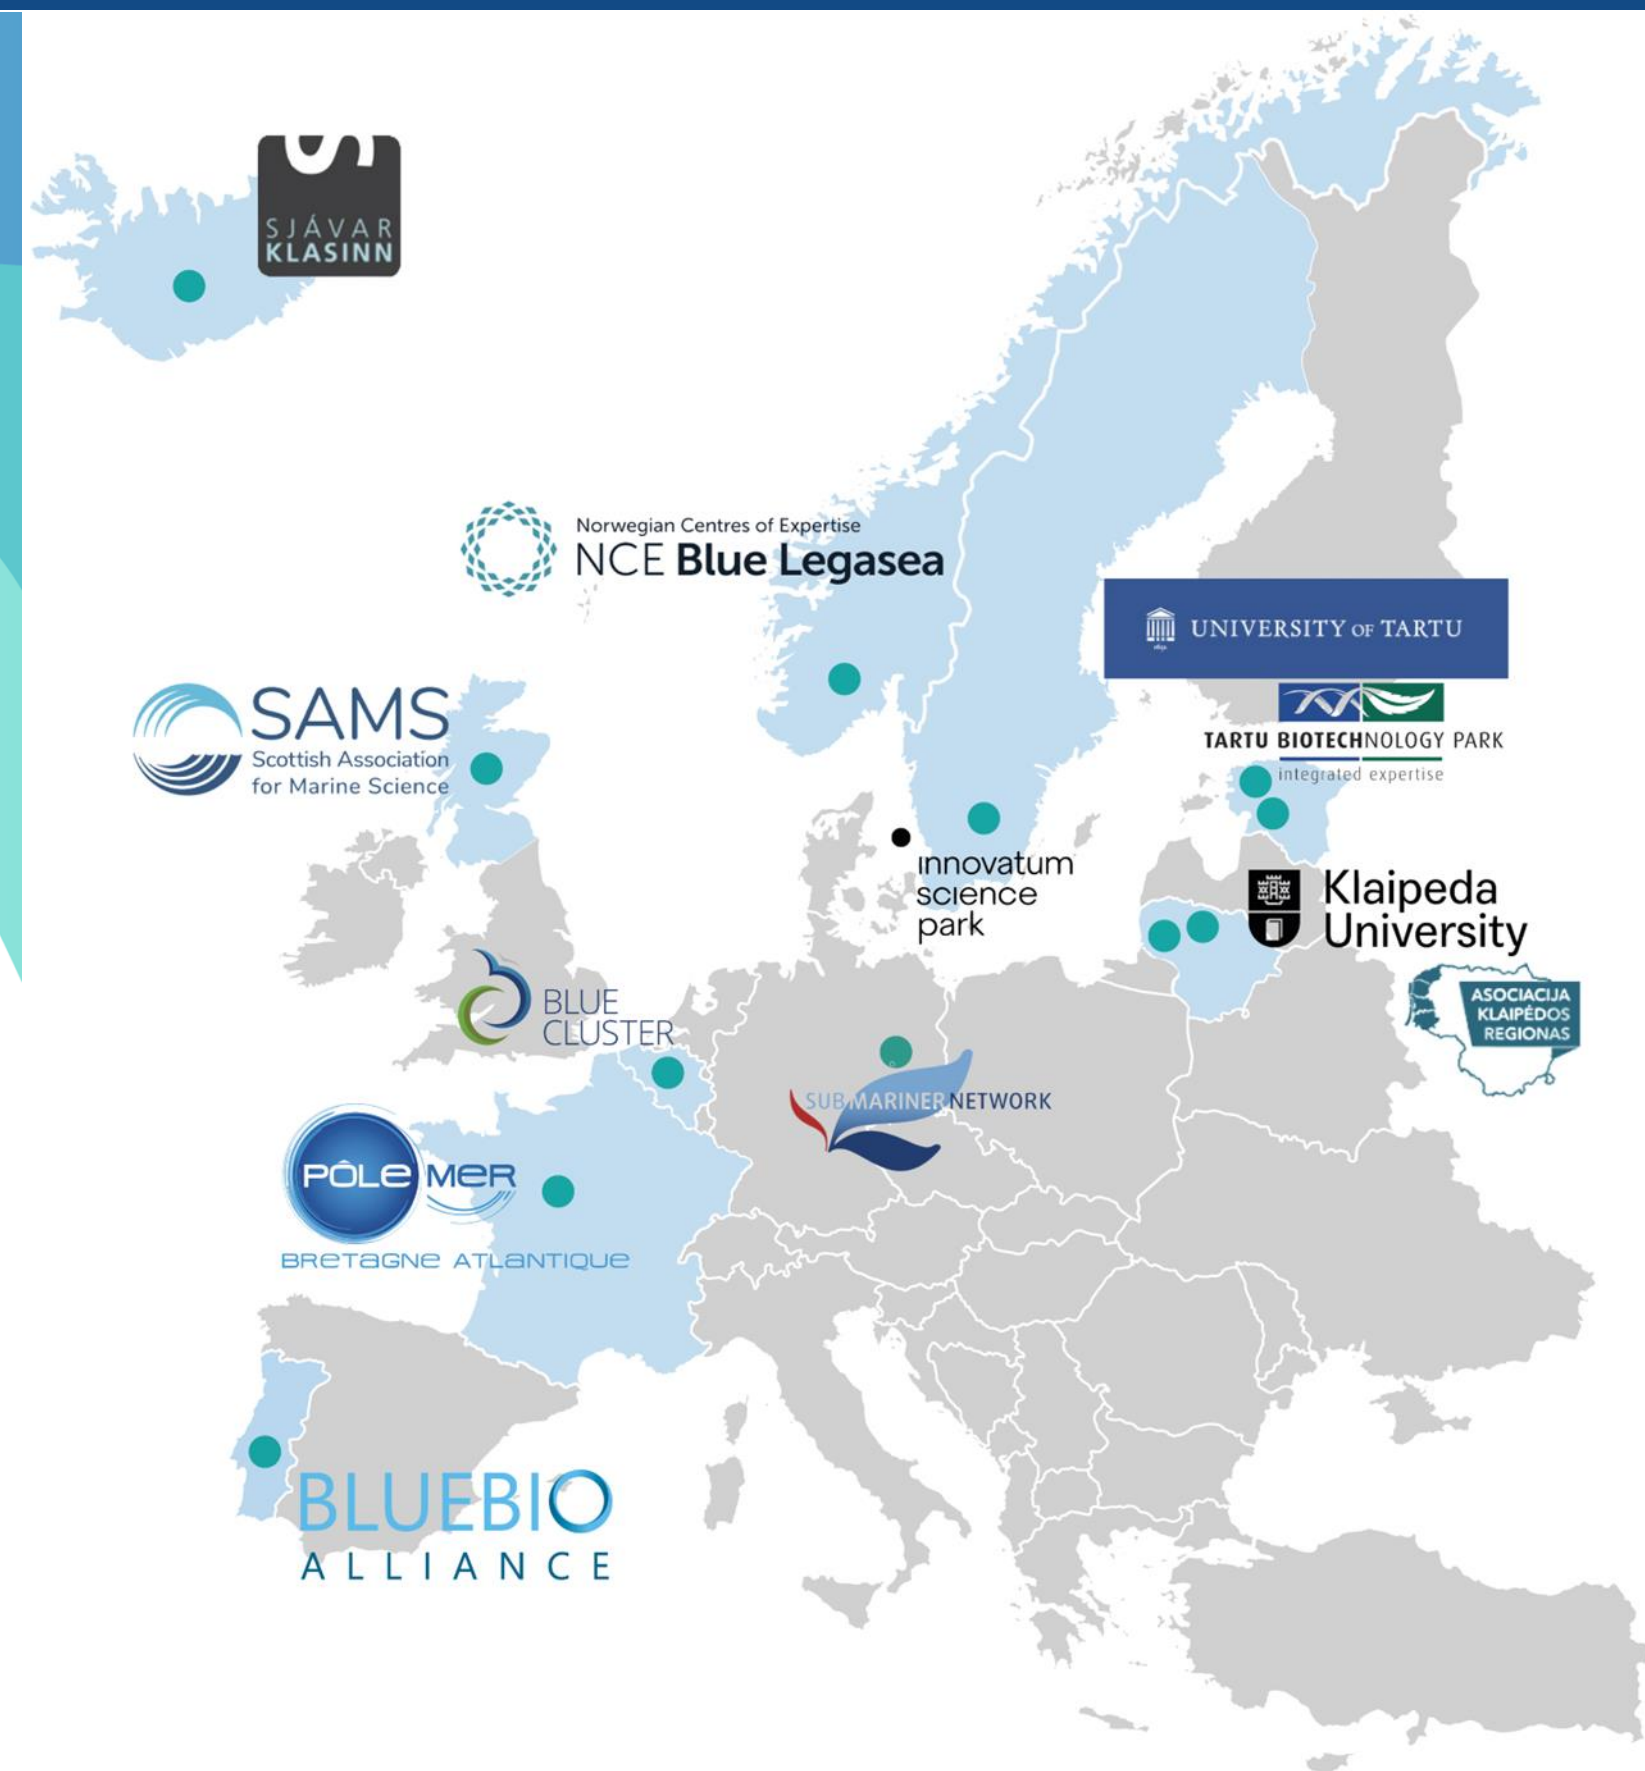 SJÁVAR
KLASINN
Norwegian Centres of Expertise
NCE Blue Legasea
UNIVERSITY OF TARTU
TARTU BIOTECHNOLOGY PARK
integrated expertise
SAMS
Scottish Association
for Marine Science
innovatum
science
park
Klaipeda
University
ASOCIACIJA
KLAIPĖDOS
REGIONAS
BLUE
CLUSTER
SUBMARINER NETWORK
PÔLE MER
BRETAGNE ATLANTIQUE
BLUEBIO
ALLIANCE